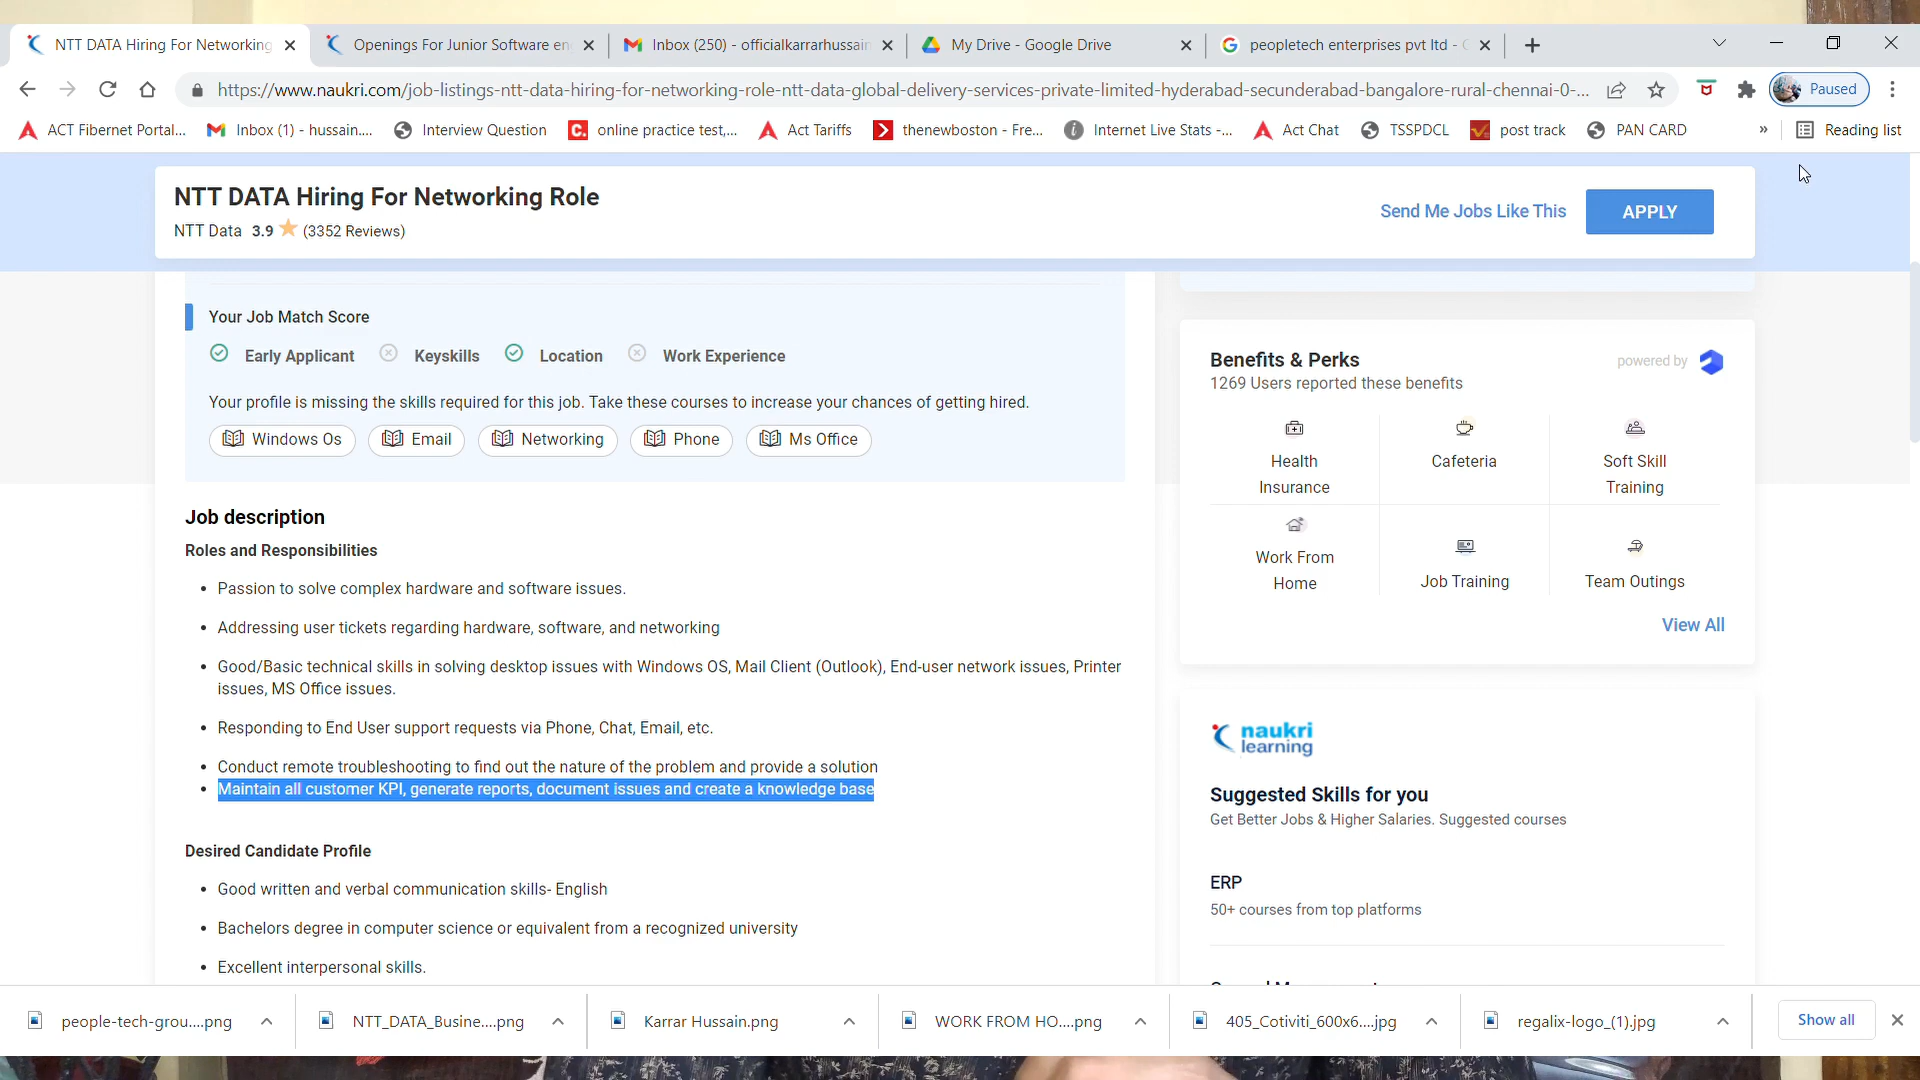 NTT DATA Hiring For Networking
Openings For Junior Software en
Inbox (250) - officialkarrarhussain
My Drive - Google Drive
peopletech enterprises pvt ltd -
https://www.naukri.com/job-listings-ntt-data-hiring-for-networking-role-ntt-data-global-delivery-services-private-limited-hyderabad-secunderabad-bangalore-rural-chennai-0-...
Paused
ACT Fibernet Portal...
Inbox (1) - hussain....
Interview Question
online practice test,...
Act Tariffs
thenewboston - Fre...
Internet Live Stats -...
Act Chat
TSSPDCL
post track
PAN CARD
»
Reading list
NTT DATA Hiring For Networking Role
NTT Data 3.9 (3352 Reviews)
Send Me Jobs Like This
APPLY
Your Job Match Score
Early Applicant
Keyskills
Location
Work Experience
Your profile is missing the skills required for this job. Take these courses to increase your chances of getting hired.
Windows Os
Email
Networking
Phone
Ms Office
Job description
Roles and Responsibilities
• Passion to solve complex hardware and software issues.
• Addressing user tickets regarding hardware, software, and networking
• Good/Basic technical skills in solving desktop issues with Windows OS, Mail Client (Outlook), End-user network issues, Printer
issues, MS Office issues.
• Responding to End User support requests via Phone, Chat, Email, etc.
• Conduct remote troubleshooting to find out the nature of the problem and provide a solution
• Maintain all customer KPI, generate reports, document issues and create a knowledge base
Desired Candidate Profile
• Good written and verbal communication skills- English
• Bachelors degree in computer science or equivalent from a recognized university
• Excellent interpersonal skills.
Benefits & Perks
powered by
1269 Users reported these benefits
Health
Insurance
Cafeteria
Soft Skill
Training
Work From
Home
Job Training
Team Outings
View All
naukri
learning
Suggested Skills for you
Get Better Jobs & Higher Salaries. Suggested courses
ERP
50+ courses from top platforms
people-tech-grou....png
NTT_DATA_Busine....png
Karrar Hussain.png
WORK FROM HO....png
405_Cotiviti_600x6....jpg
regalix-logo_(1).jpg
Show all